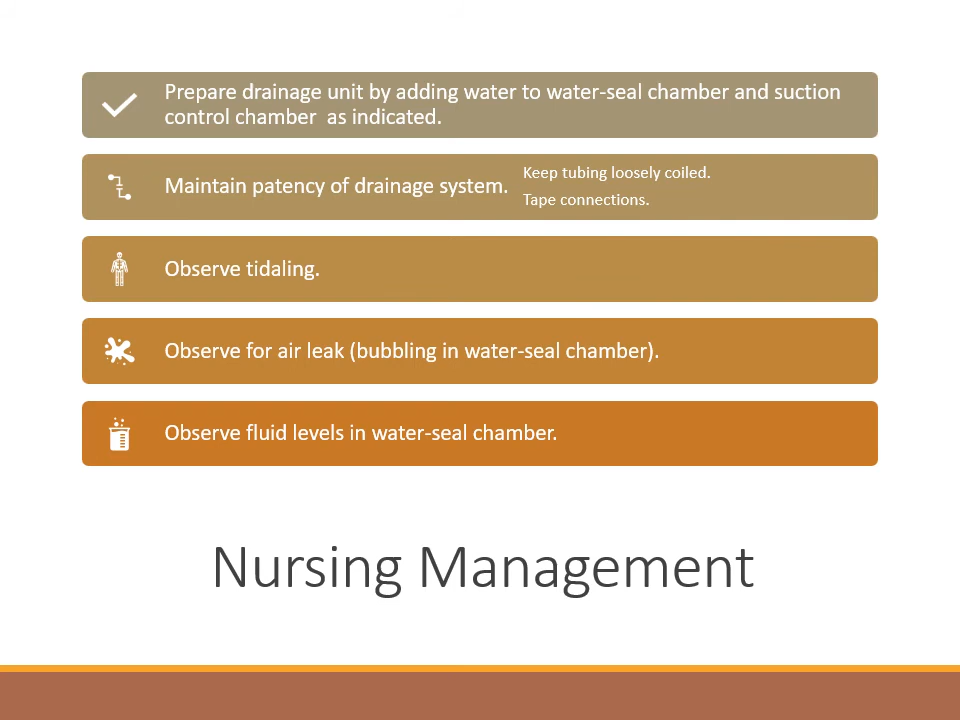 Prepare drainage unit by adding water to water-seal chamber and suction
control chamber  as indicated.
Maintain patency of drainage system.
Keep tubing loosely coiled.
Tape connections.
Observe tidaling.
Observe for air leak (bubbling in water-seal chamber).
Observe fluid levels in water-seal chamber.
Nursing Management